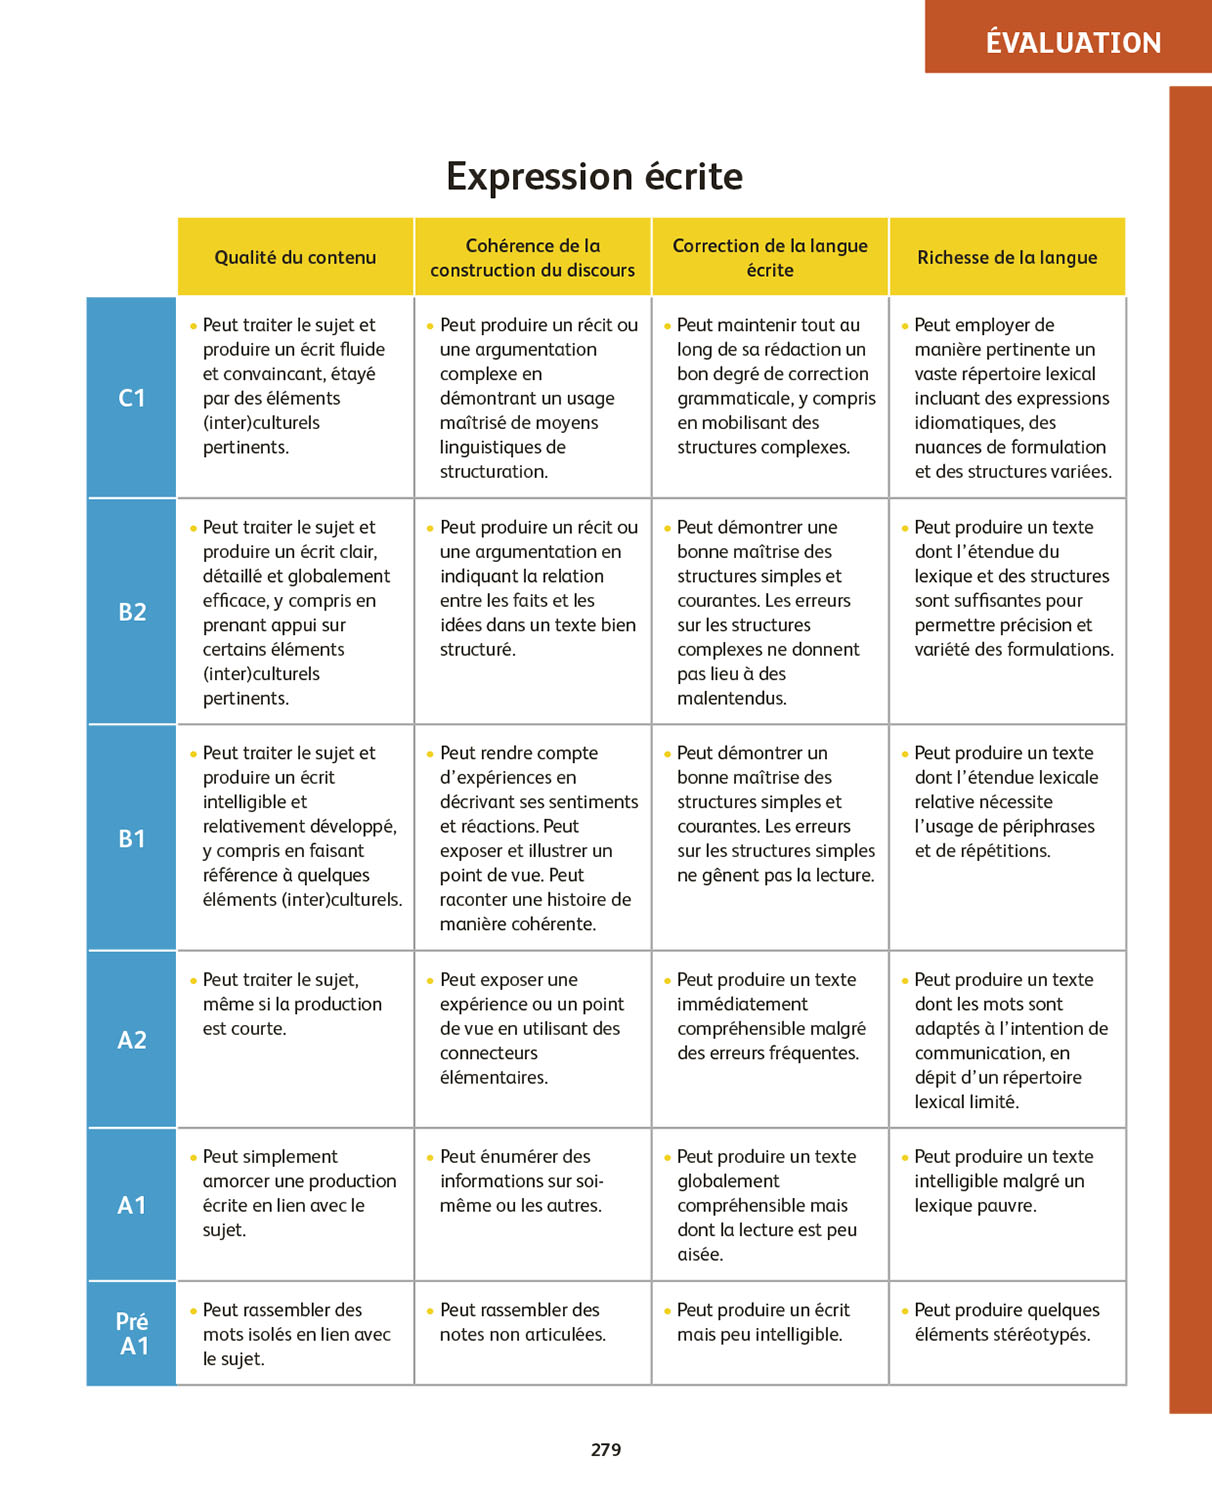 ÉVALUATION
Expression écrite
Qualité du contenu
Cohérence de la
construction du discours
Correction de la langue
écrite
Richesse de la langue
C1
• Peut traiter le sujet et
produire un écrit fluide
et convaincant, étayé
par des éléments
(inter)culturels
pertinents.
• Peut produire un récit ou
une argumentation
complexe en
démontrant un usage
maîtrisé de moyens
linguistiques de
structuration.
• Peut maintenir tout au
long de sa rédaction un
bon degré de correction
grammaticale, y compris
en mobilisant des
structures complexes.
• Peut employer de
manière pertinente un
vaste répertoire lexical
incluant des expressions
idiomatiques, des
nuances de formulation
et des structures variées.
B2
• Peut traiter le sujet et
produire un écrit clair,
détaillé et globalement
efficace, y compris en
prenant appui sur
certains éléments
(inter)culturels
pertinents.
• Peut produire un récit ou
une argumentation en
indiquant la relation
entre les faits et les
idées dans un texte bien
structuré.
• Peut démontrer une
bonne maîtrise des
structures simples et
courantes. Les erreurs
sur les structures
complexes ne donnent
pas lieu à des
malentendus.
• Peut produire un texte
dont l'étendue du
lexique et des structures
sont suffisantes pour
permettre précision et
variété des formulations.
B1
• Peut traiter le sujet et
produire un écrit
intelligible et
relativement développé,
y compris en faisant
référence à quelques
éléments (inter)culturels.
• Peut rendre compte
d'expériences en
décrivant ses sentiments
et réactions. Peut
exposer et illustrer un
point de vue. Peut
raconter une histoire de
manière cohérente.
• Peut démontrer un
bonne maîtrise des
structures simples et
courantes. Les erreurs
sur les structures simples
ne gênent pas la lecture.
• Peut produire un texte
dont l'étendue lexicale
relative nécessite
l'usage de périphrases
et de répétitions.
A2
• Peut traiter le sujet,
même si la production
est courte.
• Peut exposer une
expérience ou un point
de vue en utilisant des
connecteurs
élémentaires.
• Peut produire un texte
immédiatement
compréhensible malgré
des erreurs fréquentes.
• Peut produire un texte
dont les mots sont
adaptés à l'intention de
communication, en
dépit d'un répertoire
lexical limité.
A1
• Peut simplement
amorcer une production
écrite en lien avec le
sujet.
• Peut énumérer des
informations sur soi-
même ou les autres.
• Peut produire un texte
globalement
compréhensible mais
dont la lecture est peu
aisée.
• Peut produire un texte
intelligible malgré un
lexique pauvre.
Pré
A1
• Peut rassembler des
mots isolés en lien avec
le sujet.
• Peut rassembler des
notes non articulées.
• Peut produire un écrit
mais peu intelligible.
• Peut produire quelques
éléments stéréotypés.
279